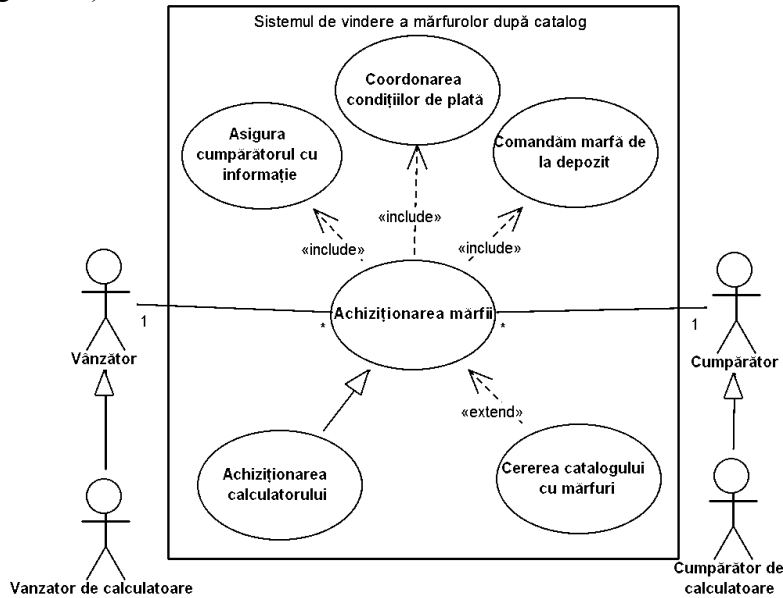 Sistemul de vindere a mărfurolor după catalog
Coordonarea
condițiilor de plată
Asigura
cumpărătorul cu
informație
Comandăm marfă de
la depozit
«include»
«include»
«include»
Achiziționarea mărfii
1
*
*
1
Vânzător
Cumpărător
«extend»
Achiziționarea
calculatorului
Cererea catalogului
cu mărfuri
Vanzator de calculatoare
Cumpărător de
calculatoare